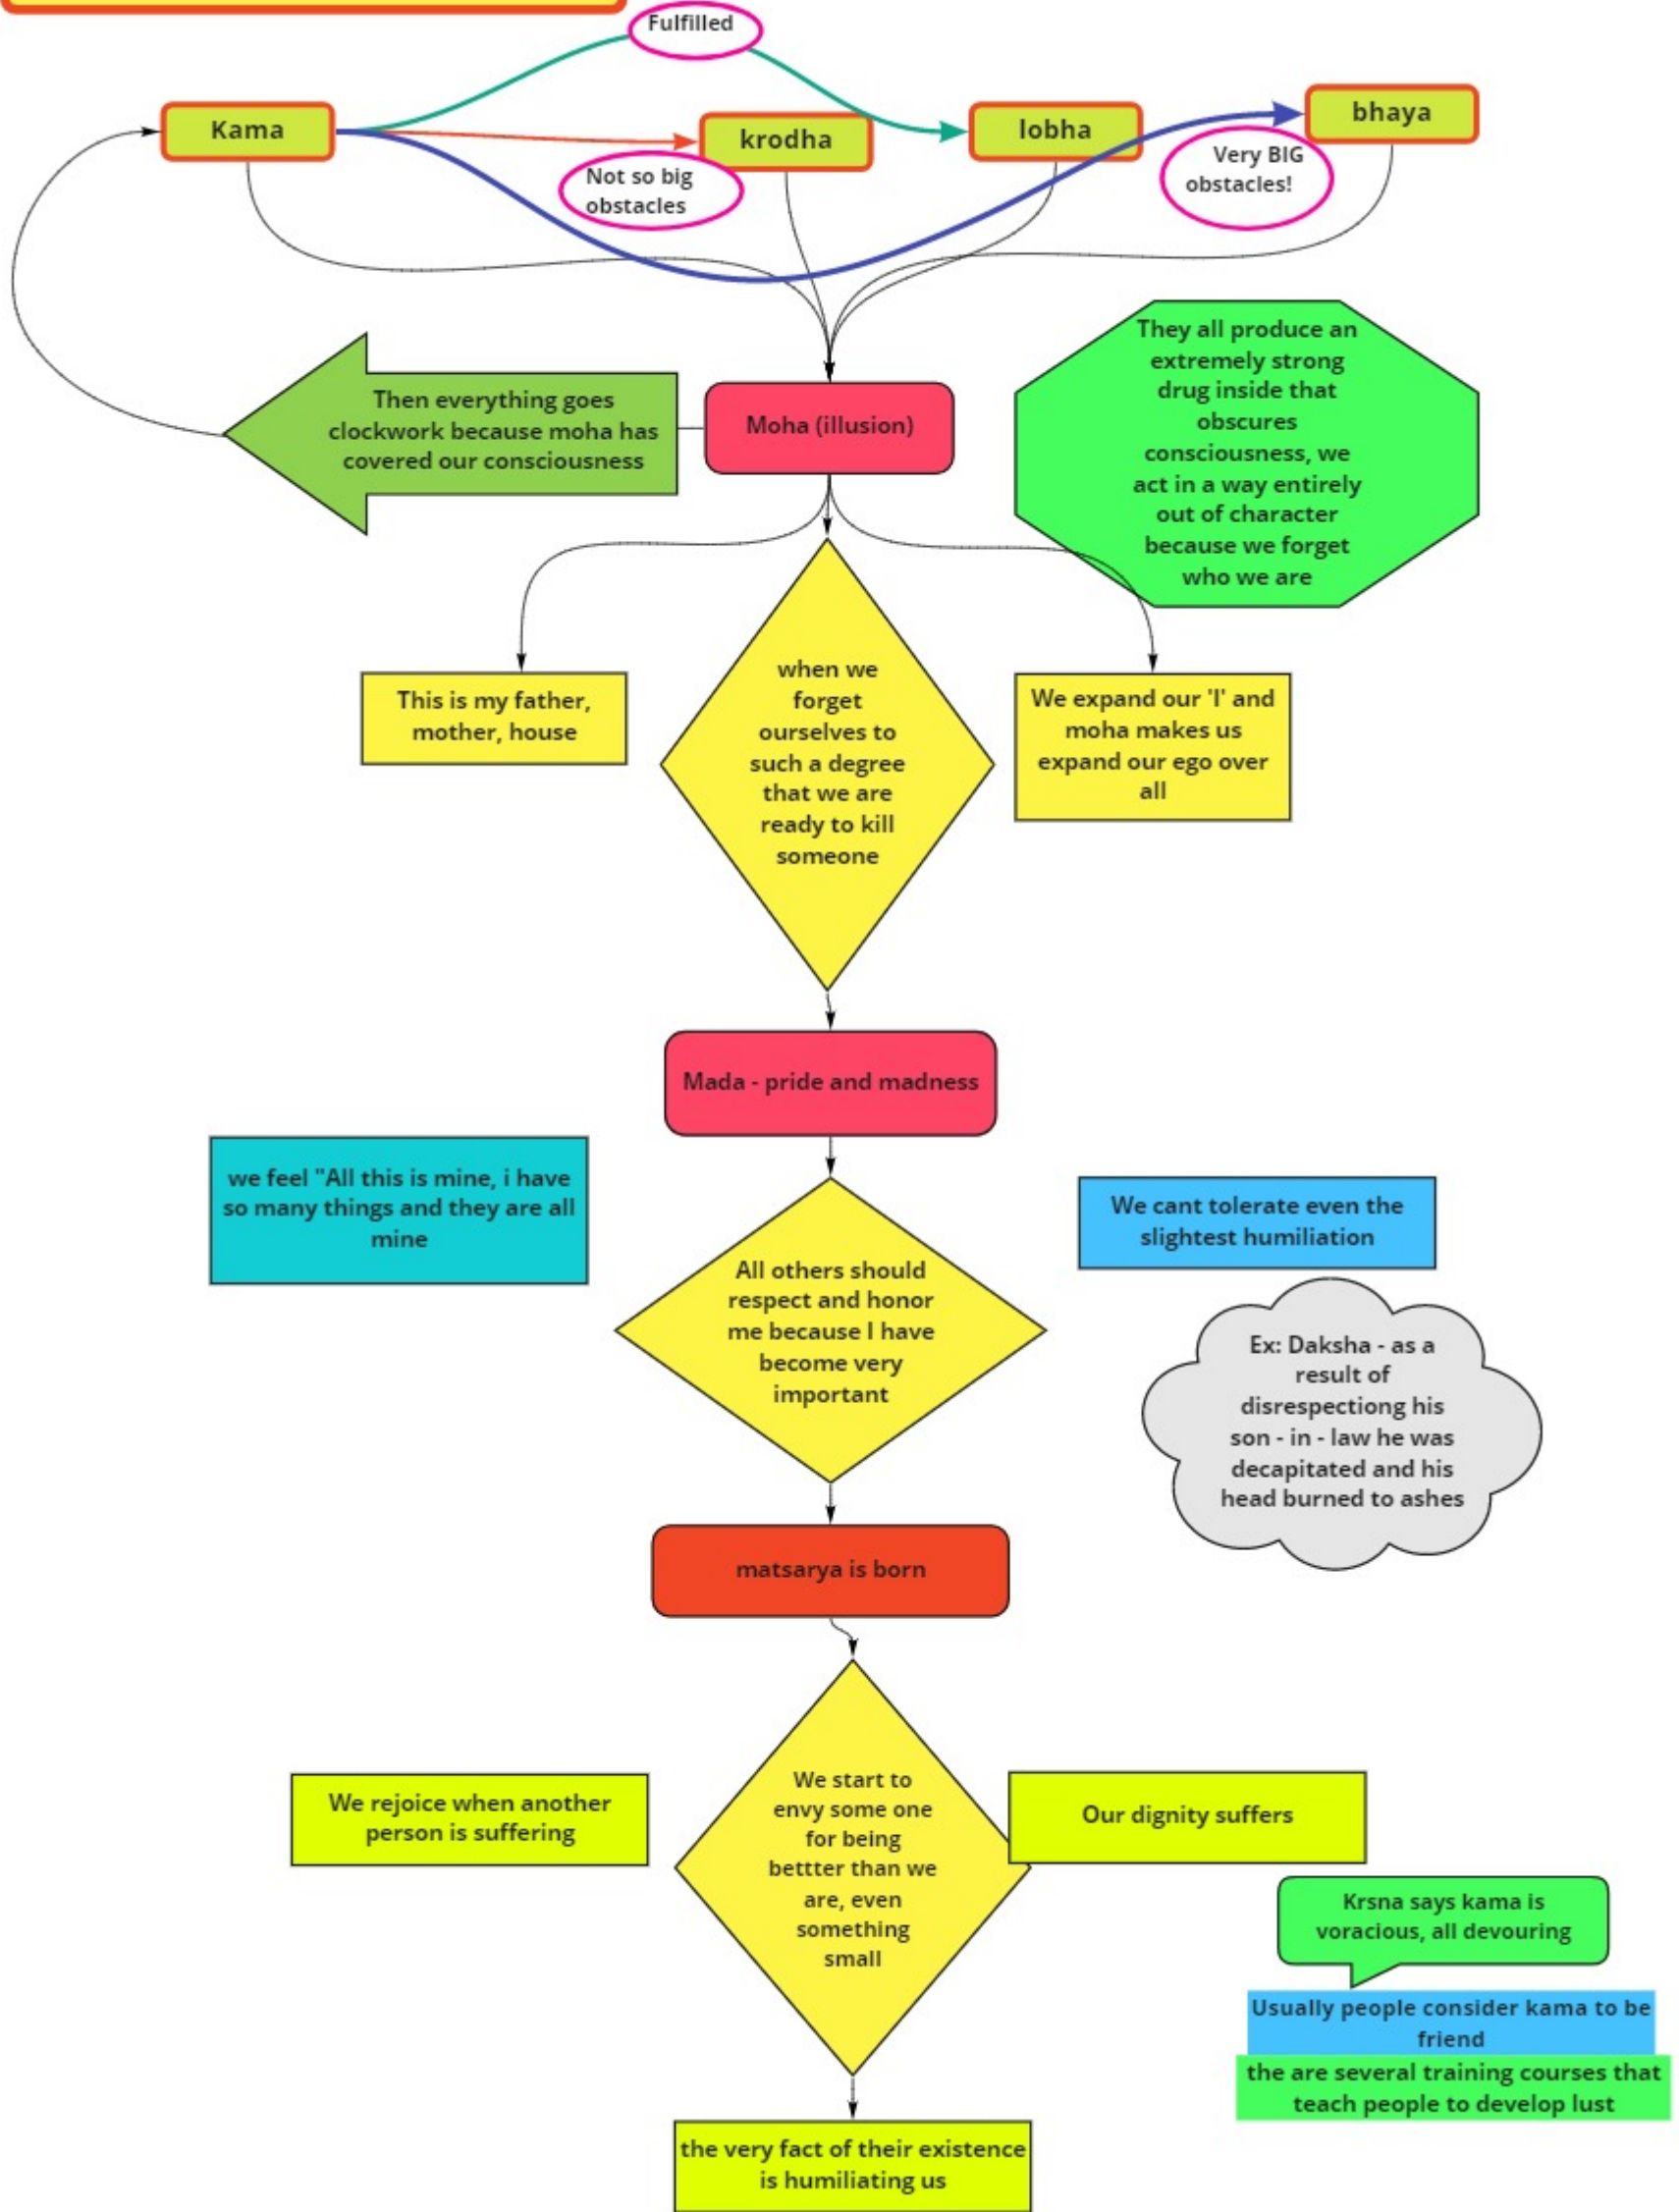 Fulfilled
Kama
krodha
lobha
bhaya
Not so big
obstacles
Very BIG
obstacles!
They all produce an
extremely strong
drug inside that
obscures
consciousness, we
act in a way entirely
out of character
because we forget
who we are
Then everything goes
clockwork because moha has
covered our consciousness
Moha (illusion)
This is my father,
mother, house
when we
forget
ourselves to
such a degree
that we are
ready to kill
someone
We expand our 'I' and
moha makes us
expand our ego over
all
Mada - pride and madness
we feel "All this is mine, i have
so many things and they are all
mine
All others should
respect and honor
me because I have
become very
important
We cant tolerate even the
slightest humiliation
Ex: Daksha - as a
result of
disrespectiong his
son - in - law he was
decapitated and his
head burned to ashes
matsarya is born
We rejoice when another
person is suffering
We start to
envy some one
for being
bettter than we
are, even
something
small
Our dignity suffers
Krsna says kama is
voracious, all devouring
Usually people consider kama to be
friend
the are several training courses that
teach people to develop lust
the very fact of their existence
is humiliating us